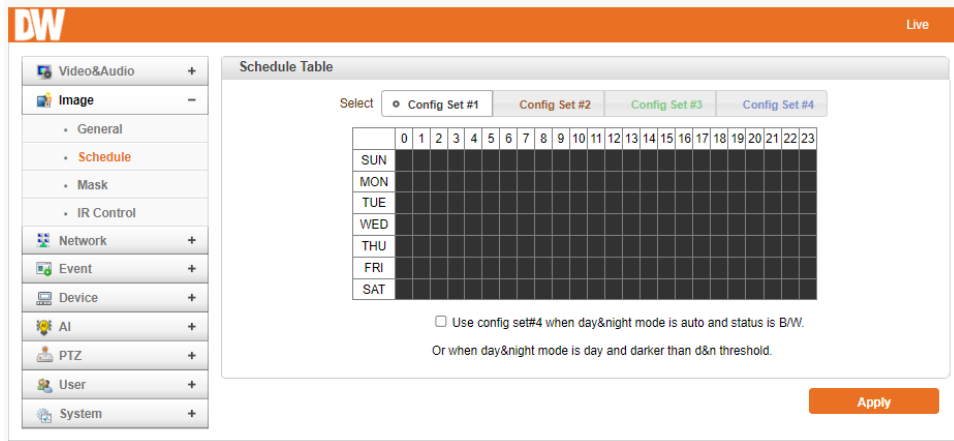 DW
Live
Video&Audio +
Image −
General
Schedule
Mask
IR Control
Network +
Event +
Device +
AI +
PTZ +
User +
System +
Schedule Table
Select Config Set #1 Config Set #2 Config Set #3 Config Set #4
0 1 2 3 4 5 6 7 8 9 10 11 12 13 14 15 16 17 18 19 20 21 22 23
SUN
MON
TUE
WED
THU
FRI
SAT
Use config set#4 when day&night mode is auto and status is B/W.
Or when day&night mode is day and darker than d&n threshold.
Apply